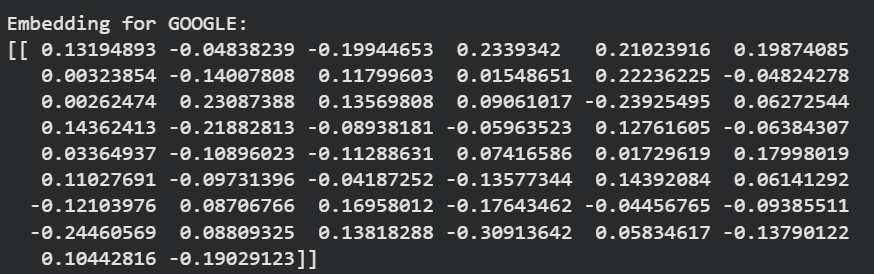 Embedding for GOOGLE:
[[ 0.13194893 -0.04838239 -0.19944653  0.2339342   0.21023916  0.19874085
   0.00323854 -0.14007808  0.11799603  0.01548651  0.22236225 -0.04824278
   0.00262474  0.23087388  0.13569808  0.09061017 -0.23925495  0.06272544
   0.14362413 -0.21882813 -0.08938181 -0.05963523  0.12761605 -0.06384307
   0.03364937 -0.10896023 -0.11288631  0.07416586  0.01729619  0.17998019
   0.11027691 -0.09731396 -0.04187252 -0.13577344  0.14392084  0.06141292
  -0.12103976  0.08706766  0.16958012 -0.17643462 -0.04456765 -0.09385511
  -0.24460569  0.08809325  0.13818288 -0.30913642  0.05834617 -0.13790122
   0.10442816 -0.19029123]]